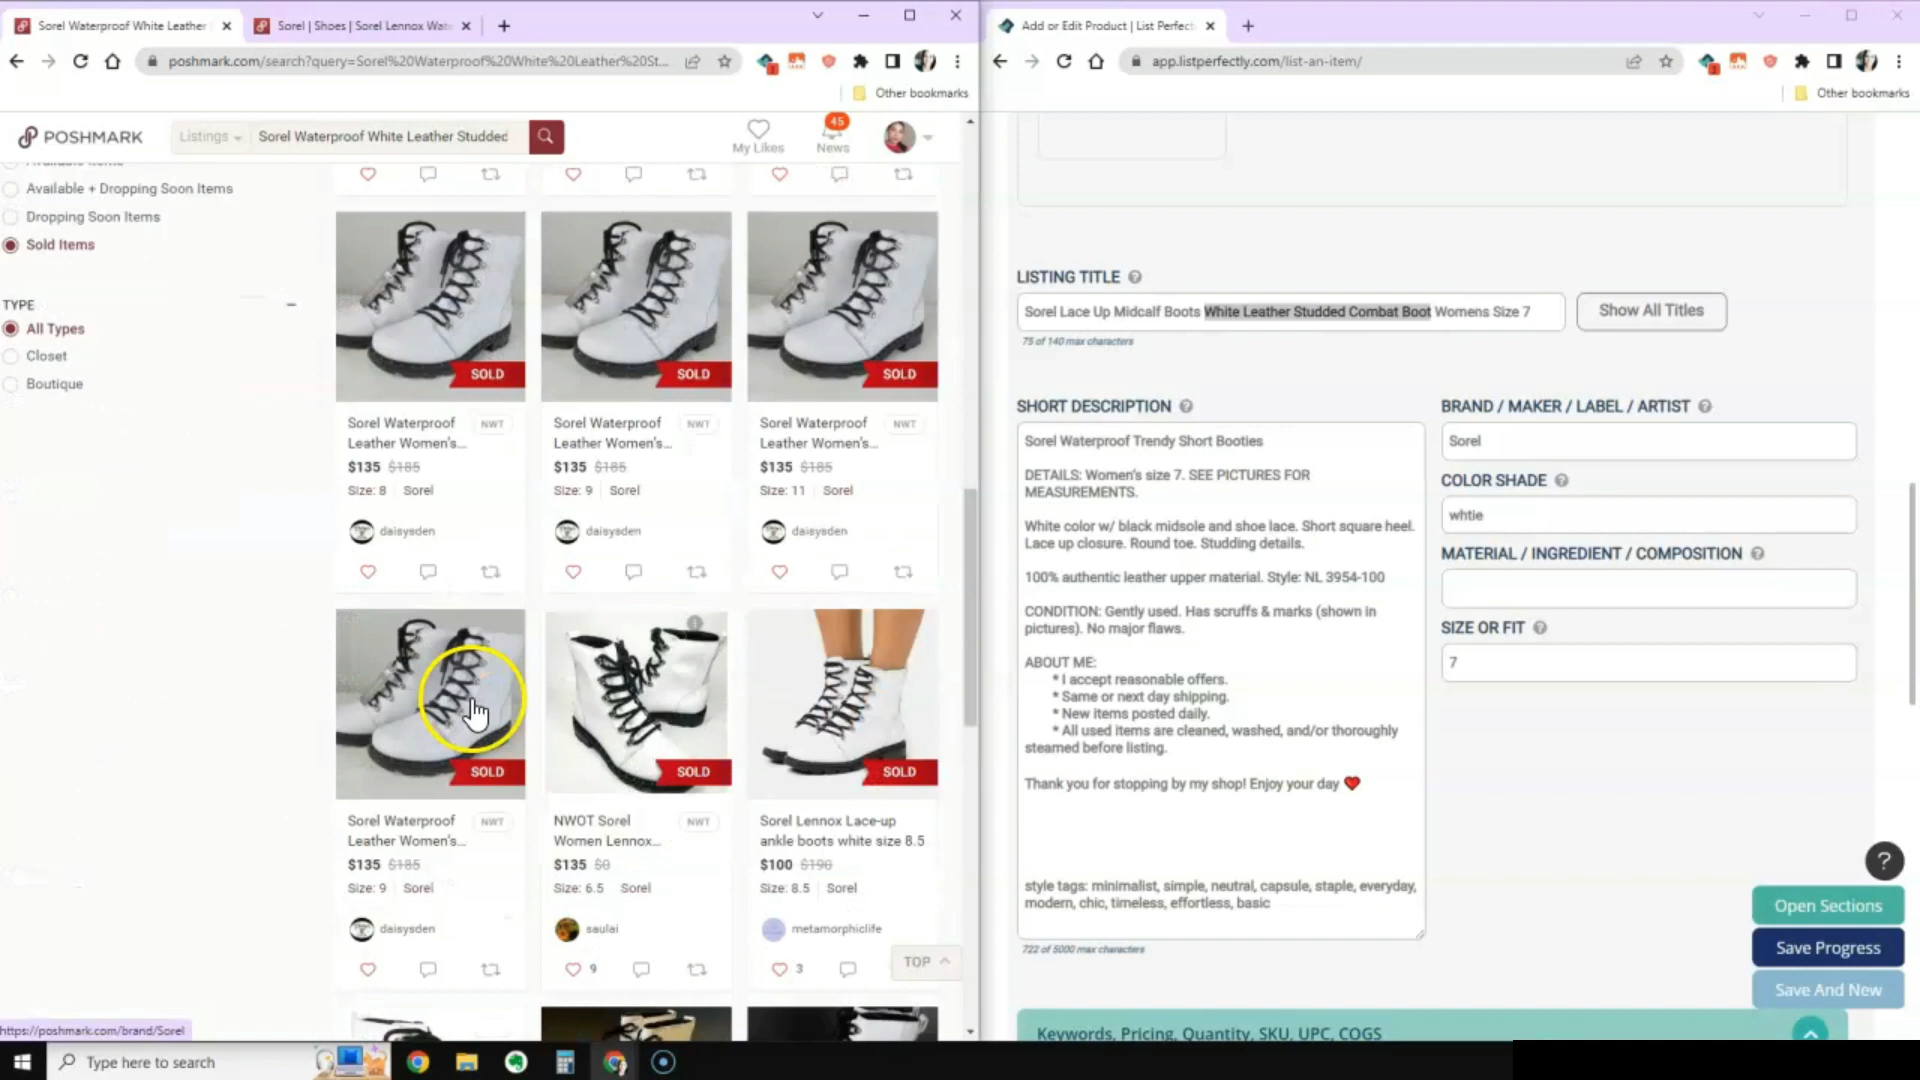 Sorel Waterproof White Leather
Sorel | Shoes | Sorel Lennox Wate
poshmark.com/search?query=Sorel%20Waterproof%20White%20Leather%20St...
Other bookmarks
POSHMARK
Listings
Sorel Waterproof White Leather Studded
My Likes
45
News
Available + Dropping Soon Items
Dropping Soon Items
Sold Items
TYPE
All Types
Closet
Boutique
SOLD
SOLD
SOLD
Sorel Waterproof
Leather Women's...
NWT
$135 $185
Size: 8 | Sorel
daisysden
Sorel Waterproof
Leather Women's...
NWT
$135 $185
Size: 9 | Sorel
daisysden
Sorel Waterproof
Leather Women's...
NWT
$135 $185
Size: 11 | Sorel
daisysden
SOLD
SOLD
SOLD
Sorel Waterproof
Leather Women's...
NWT
$135 $185
Size: 9 | Sorel
daisysden
NWOT Sorel
Women Lennox...
NWT
$135 $0
Size: 6.5 | Sorel
saulai
9
Sorel Lennox Lace-up
ankle boots white size 8.5
$100 $190
Size: 8.5 | Sorel
metamorphiclife
3
TOP
https://poshmark.com/brand/Sorel
Type here to search
Add or Edit Product | List Perfect
app.listperfectly.com/list-an-item/
Other bookmarks
LISTING TITLE
Sorel Lace Up Midcalf Boots White Leather Studded Combat Boot Womens Size 7
Show All Titles
75 of 140 max characters
SHORT DESCRIPTION
Sorel Waterproof Trendy Short Booties
DETAILS: Women's size 7. SEE PICTURES FOR
MEASUREMENTS.
White color w/ black midsole and shoe lace. Short square heel.
Lace up closure. Round toe. Studding details.
100% authentic leather upper material. Style: NL 3954-100
CONDITION: Gently used. Has scruffs & marks (shown in
pictures). No major flaws.
ABOUT ME:
* I accept reasonable offers.
* Same or next day shipping.
* New items posted daily.
* All used items are cleaned, washed, and/or thoroughly
steamed before listing.
Thank you for stopping by my shop! Enjoy your day ❤
style tags: minimalist, simple, neutral, capsule, staple, everyday,
modern, chic, timeless, effortless, basic
722 of 5000 max characters
BRAND / MAKER / LABEL / ARTIST
Sorel
COLOR SHADE
whtie
MATERIAL / INGREDIENT / COMPOSITION
SIZE OR FIT
7
?
Open Sections
Save Progress
Save And New
Keywords, Pricing, Quantity, SKU, UPC, COGS